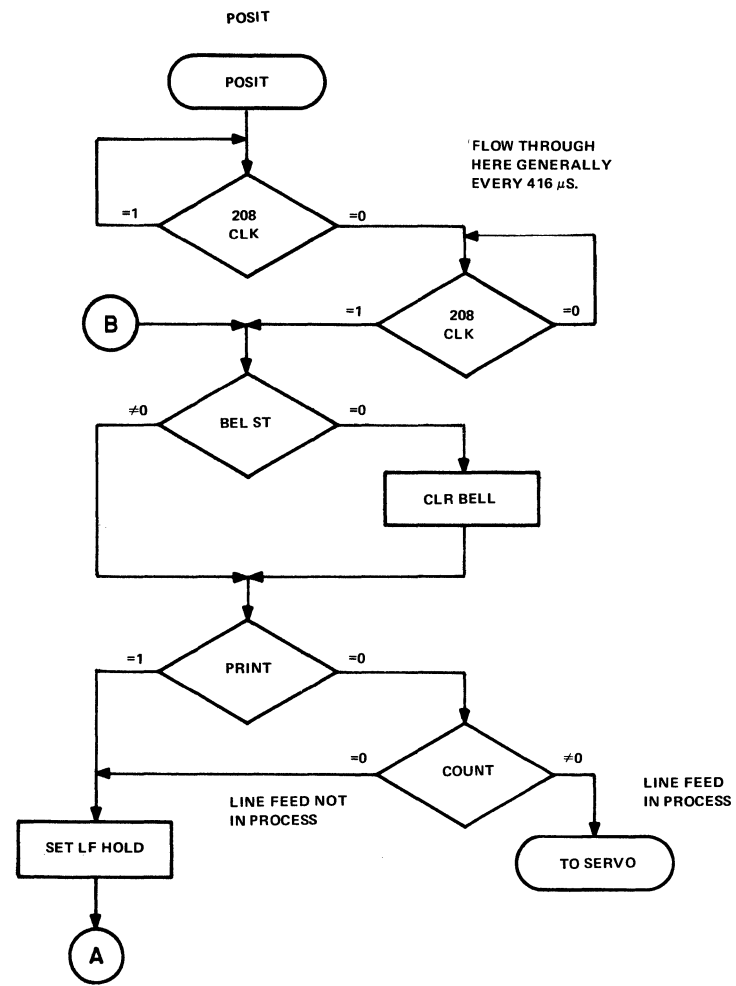 POSIT
POSIT
FLOW THROUGH
HERE GENERALLY
EVERY 416 μS.
=1
208
CLK
=0
B
=1
208
CLK
=0
≠0
BEL ST
=0
CLR BELL
=1
PRINT
=0
=0
COUNT
≠0
LINE FEED NOT
IN PROCESS
LINE FEED
IN PROCESS
SET LF HOLD
TO SERVO
A